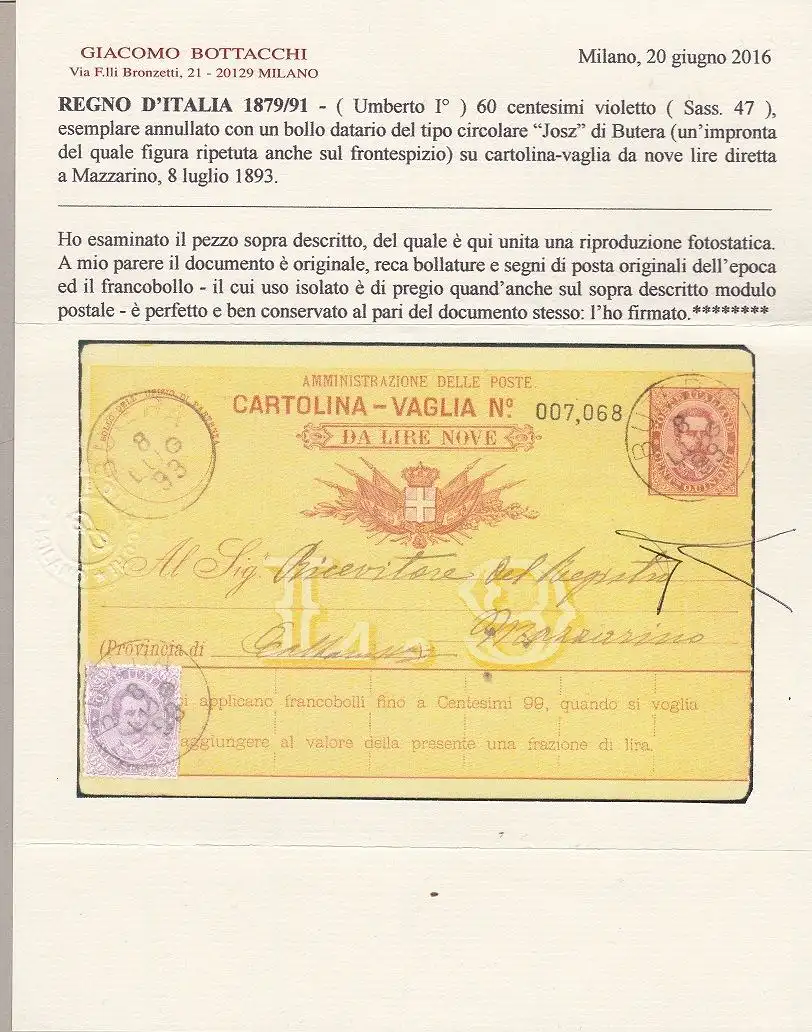 GIACOMO BOTTACCHI
Via F.lli Bronzetti, 21 - 20129 MILANO
Milano, 20 giugno 2016
REGNO D'ITALIA 1879/91 - ( Umberto I° ) 60 centesimi violetto ( Sass. 47 ),
esemplare annullato con un bollo datario del tipo circolare “Josz” di Butera (un'impronta
del quale figura ripetuta anche sul frontespizio) su cartolina-vaglia da nove lire diretta
a Mazzarino, 8 luglio 1893.
Ho esaminato il pezzo sopra descritto, del quale è qui unita una riproduzione fotostatica.
A mio parere il documento è originale, reca bollature e segni di posta originali dell'epoca
ed il francobollo - il cui uso isolato è di pregio quand'anche sul sopra descritto modulo
postale - è perfetto e ben conservato al pari del documento stesso: l'ho firmato.********
AMMINISTRAZIONE DELLE POSTE
CARTOLINA-VAGLIA Nº 007,068
DA LIRE NOVE
Al Sig. Ricevitore del Registro
Mazzarino
(Provincia di
si applicano francobolli fino a Centesimi 99, quando si voglia
aggiungere al valore della presente una frazione di lira.